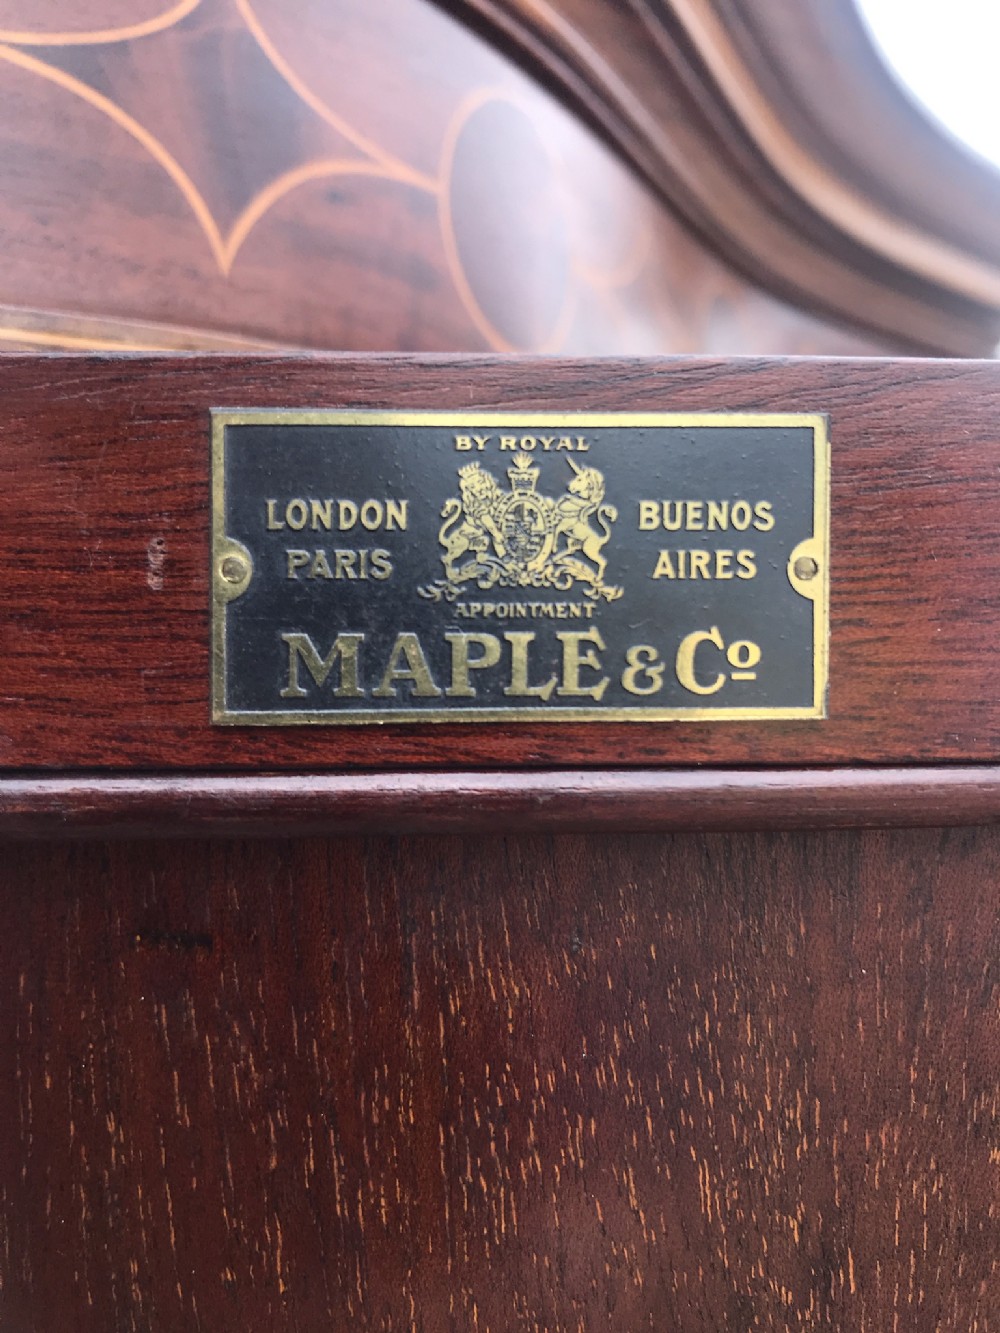 BY ROYAL
LONDON
PARIS
BUENOS
AIRES
APPOINTMENT
MAPLE & Cº